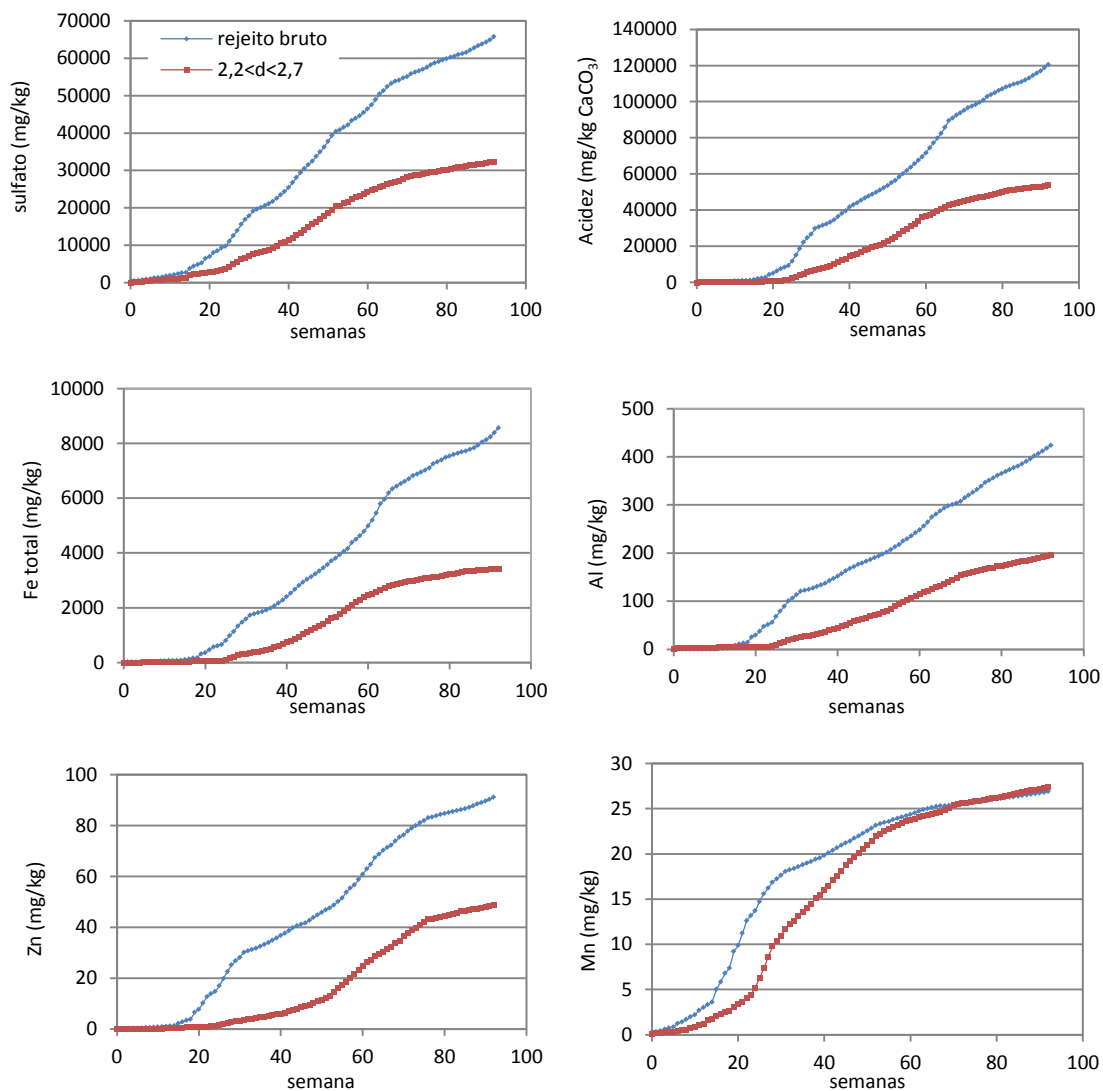 sulfato (mg/kg)
70000
60000
50000
40000
30000
20000
10000
0
rejeito bruto
2,2<d<2,7
0 20 40 60 80 100
semanas
Acidez (mg/kg CaCO3)
140000
120000
100000
80000
60000
40000
20000
0
0 20 40 60 80 100
semanas
Fe total (mg/kg)
10000
8000
6000
4000
2000
0
0 20 40 60 80 100
semanas
Al (mg/kg)
500
400
300
200
100
0
0 20 40 60 80 100
semanas
Zn (mg/kg)
100
80
60
40
20
0
0 20 40 60 80 100
semana
Mn (mg/kg)
30
25
20
15
10
5
0
0 20 40 60 80 100
semanas